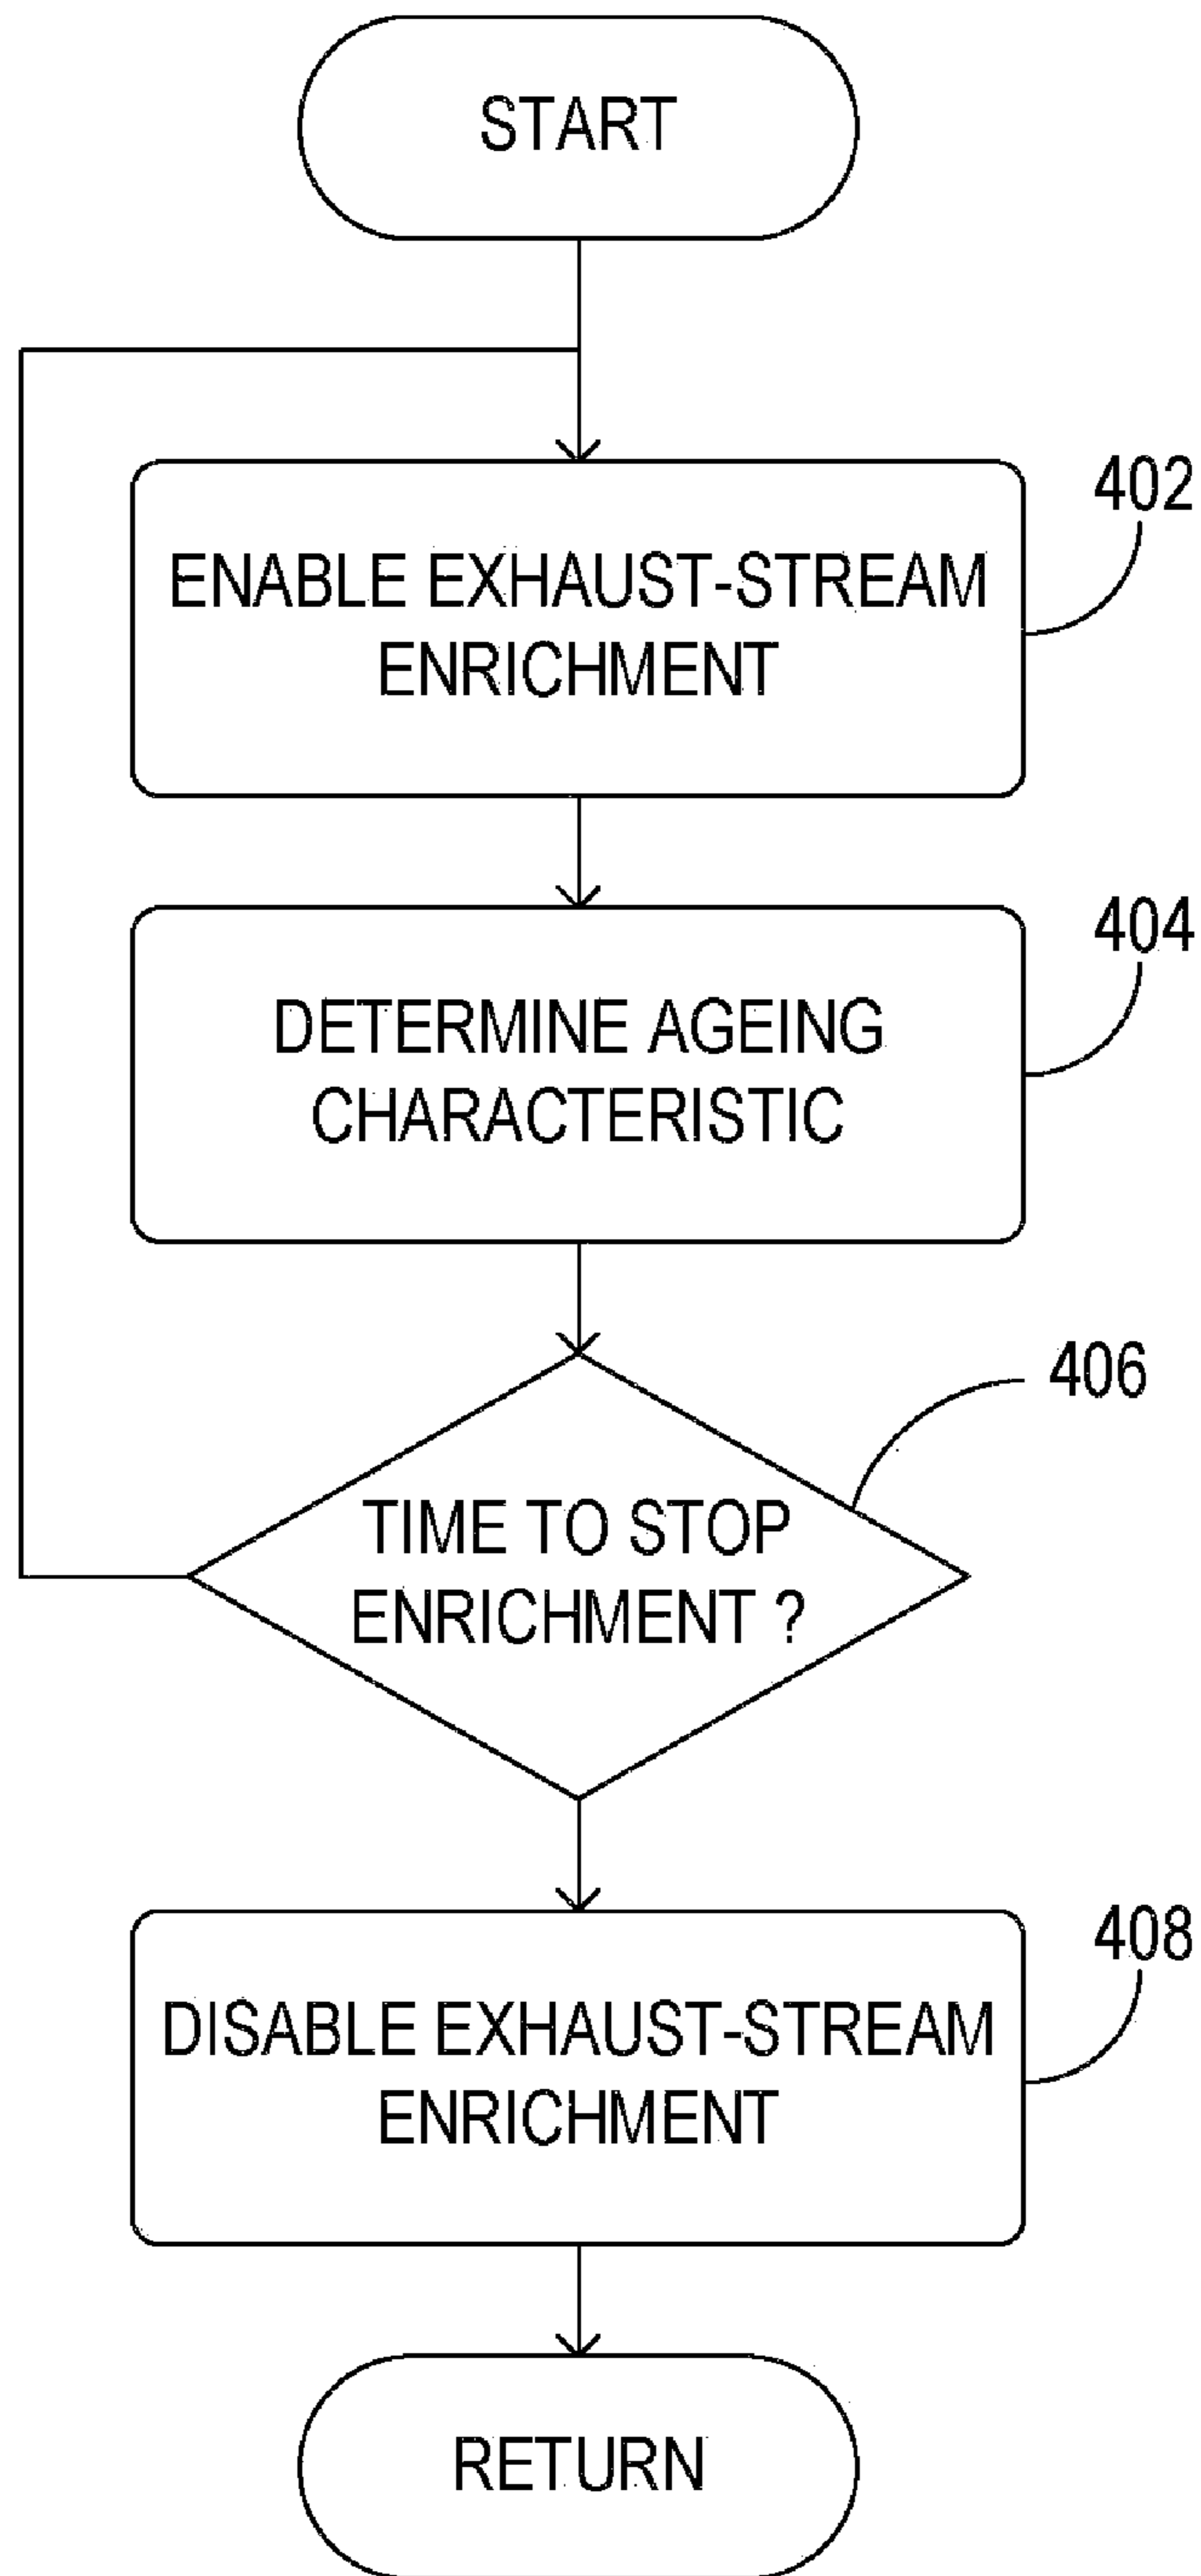 START
402
ENABLE EXHAUST-STREAM
ENRICHMENT
404
DETERMINE AGEING
CHARACTERISTIC
406
TIME TO STOP
ENRICHMENT ?
408
DISABLE EXHAUST-STREAM
ENRICHMENT
RETURN